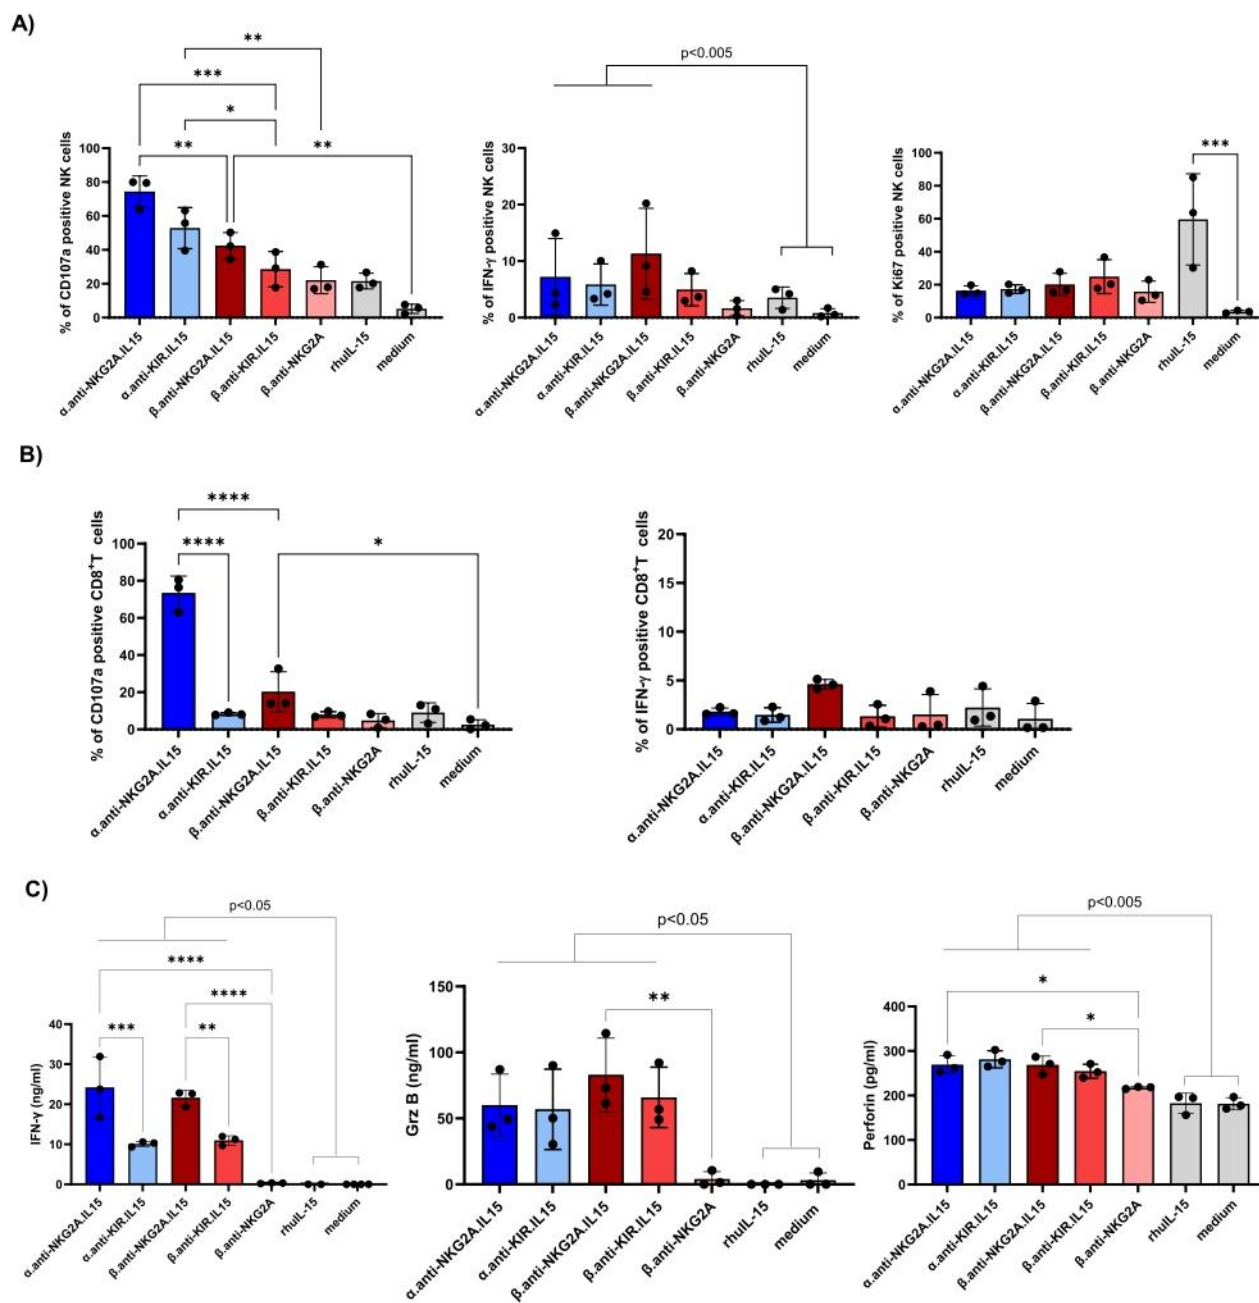 A)
**
***
*
**
**
% of CD107a positive NK cells
100
80
60
40
20
0
α.anti-NKG2A.IL15
α.anti-KIR.IL15
β.anti-NKG2A.IL15
β.anti-KIR.IL15
β.anti-NKG2A
rhuIL-15
medium
p<0.005
% of IFN-γ positive NK cells
30
20
10
0
α.anti-NKG2A.IL15
α.anti-KIR.IL15
β.anti-NKG2A.IL15
β.anti-KIR.IL15
β.anti-NKG2A
rhuIL-15
medium
***
% of Ki67 positive NK cells
100
80
60
40
20
0
α.anti-NKG2A.IL15
α.anti-KIR.IL15
β.anti-NKG2A.IL15
β.anti-KIR.IL15
β.anti-NKG2A
rhuIL-15
medium
B)
****
****
*
% of CD107a positive CD8+T cells
100
80
60
40
20
0
α.anti-NKG2A.IL15
α.anti-KIR.IL15
β.anti-NKG2A.IL15
β.anti-KIR.IL15
β.anti-NKG2A
rhuIL-15
medium
% of IFN-γ positive CD8+T cells
20
15
10
5
0
α.anti-NKG2A.IL15
α.anti-KIR.IL15
β.anti-NKG2A.IL15
β.anti-KIR.IL15
β.anti-NKG2A
rhuIL-15
medium
C)
p<0.05
****
****
***
**
IFN-γ (ng/ml)
40
30
20
10
0
α.anti-NKG2A.IL15
α.anti-KIR.IL15
β.anti-NKG2A.IL15
β.anti-KIR.IL15
β.anti-NKG2A
rhuIL-15
medium
p<0.05
**
Grz B (ng/ml)
150
100
50
0
α.anti-NKG2A.IL15
α.anti-KIR.IL15
β.anti-NKG2A.IL15
β.anti-KIR.IL15
β.anti-NKG2A
rhuIL-15
medium
p<0.005
*
*
Perforin (pg/ml)
400
300
200
100
0
α.anti-NKG2A.IL15
α.anti-KIR.IL15
β.anti-NKG2A.IL15
β.anti-KIR.IL15
β.anti-NKG2A
rhuIL-15
medium